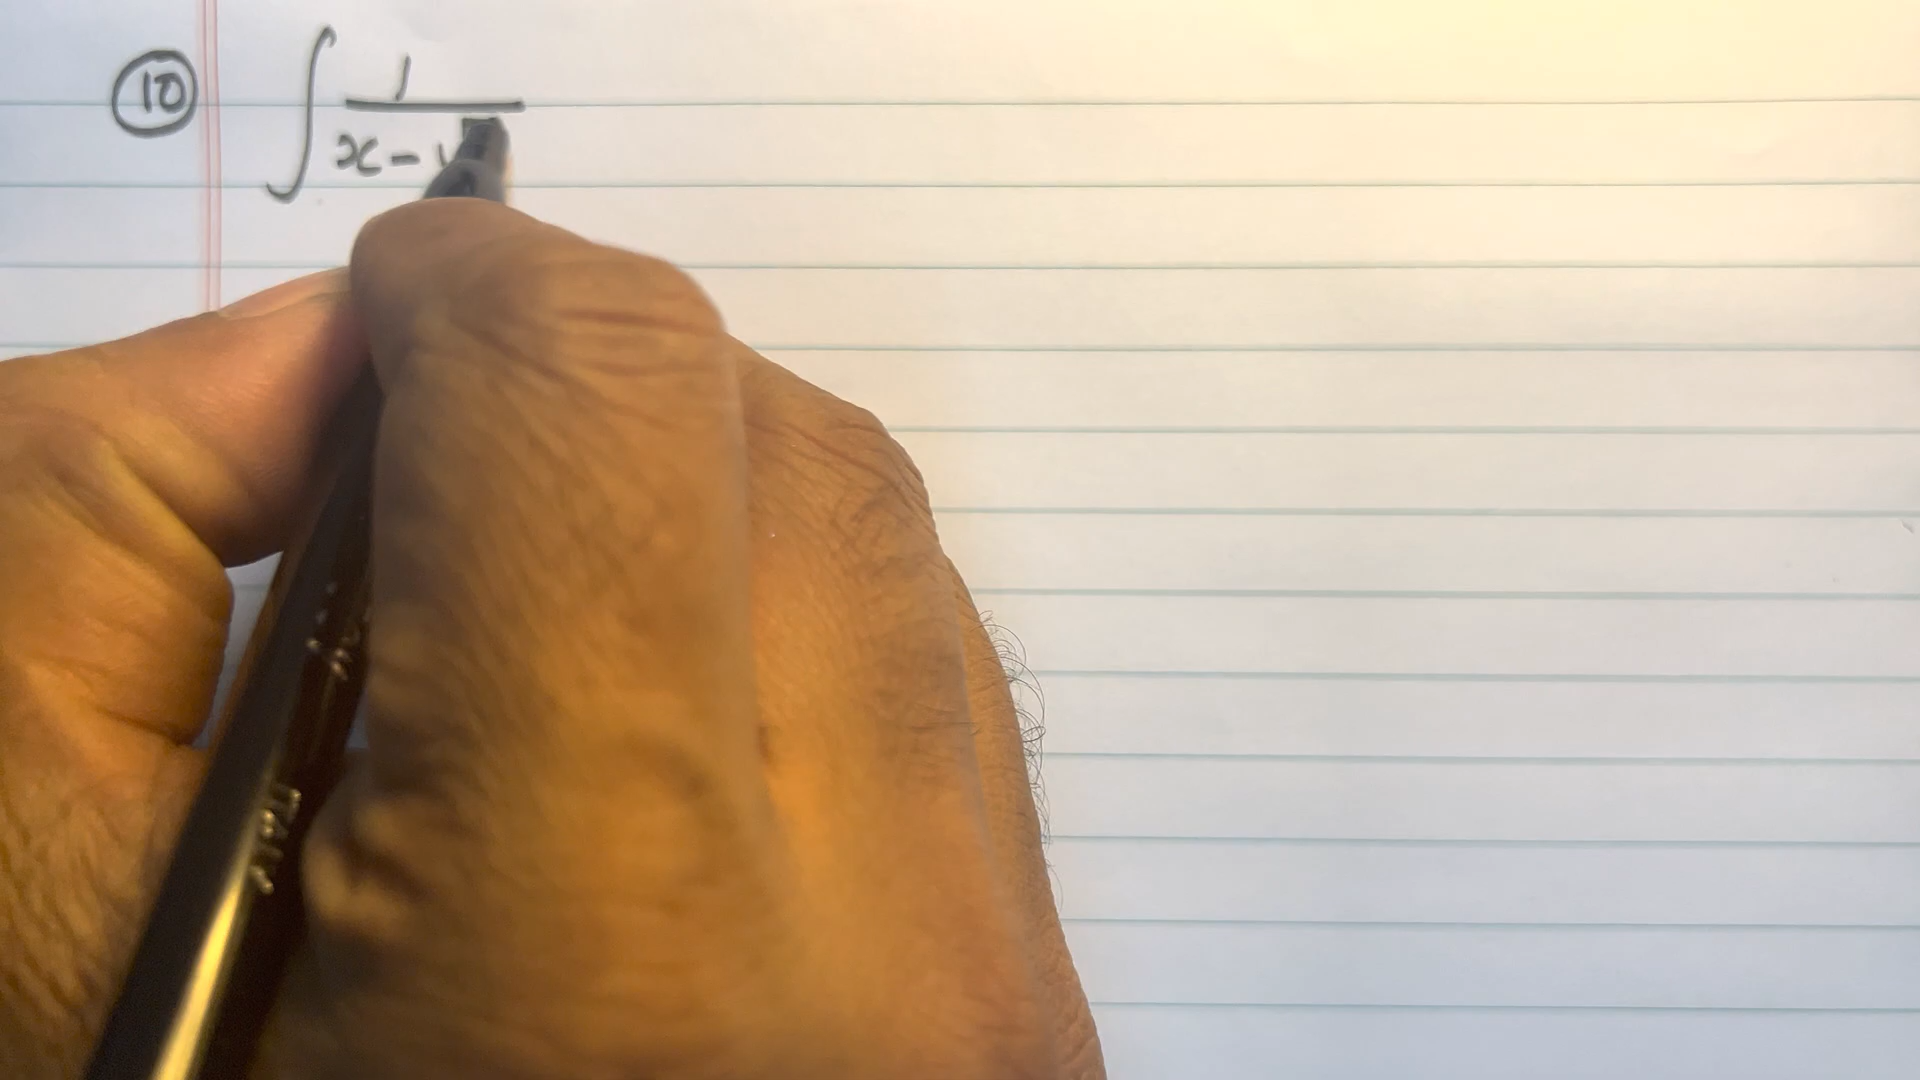 ⑩ ∫ 1/(x - √